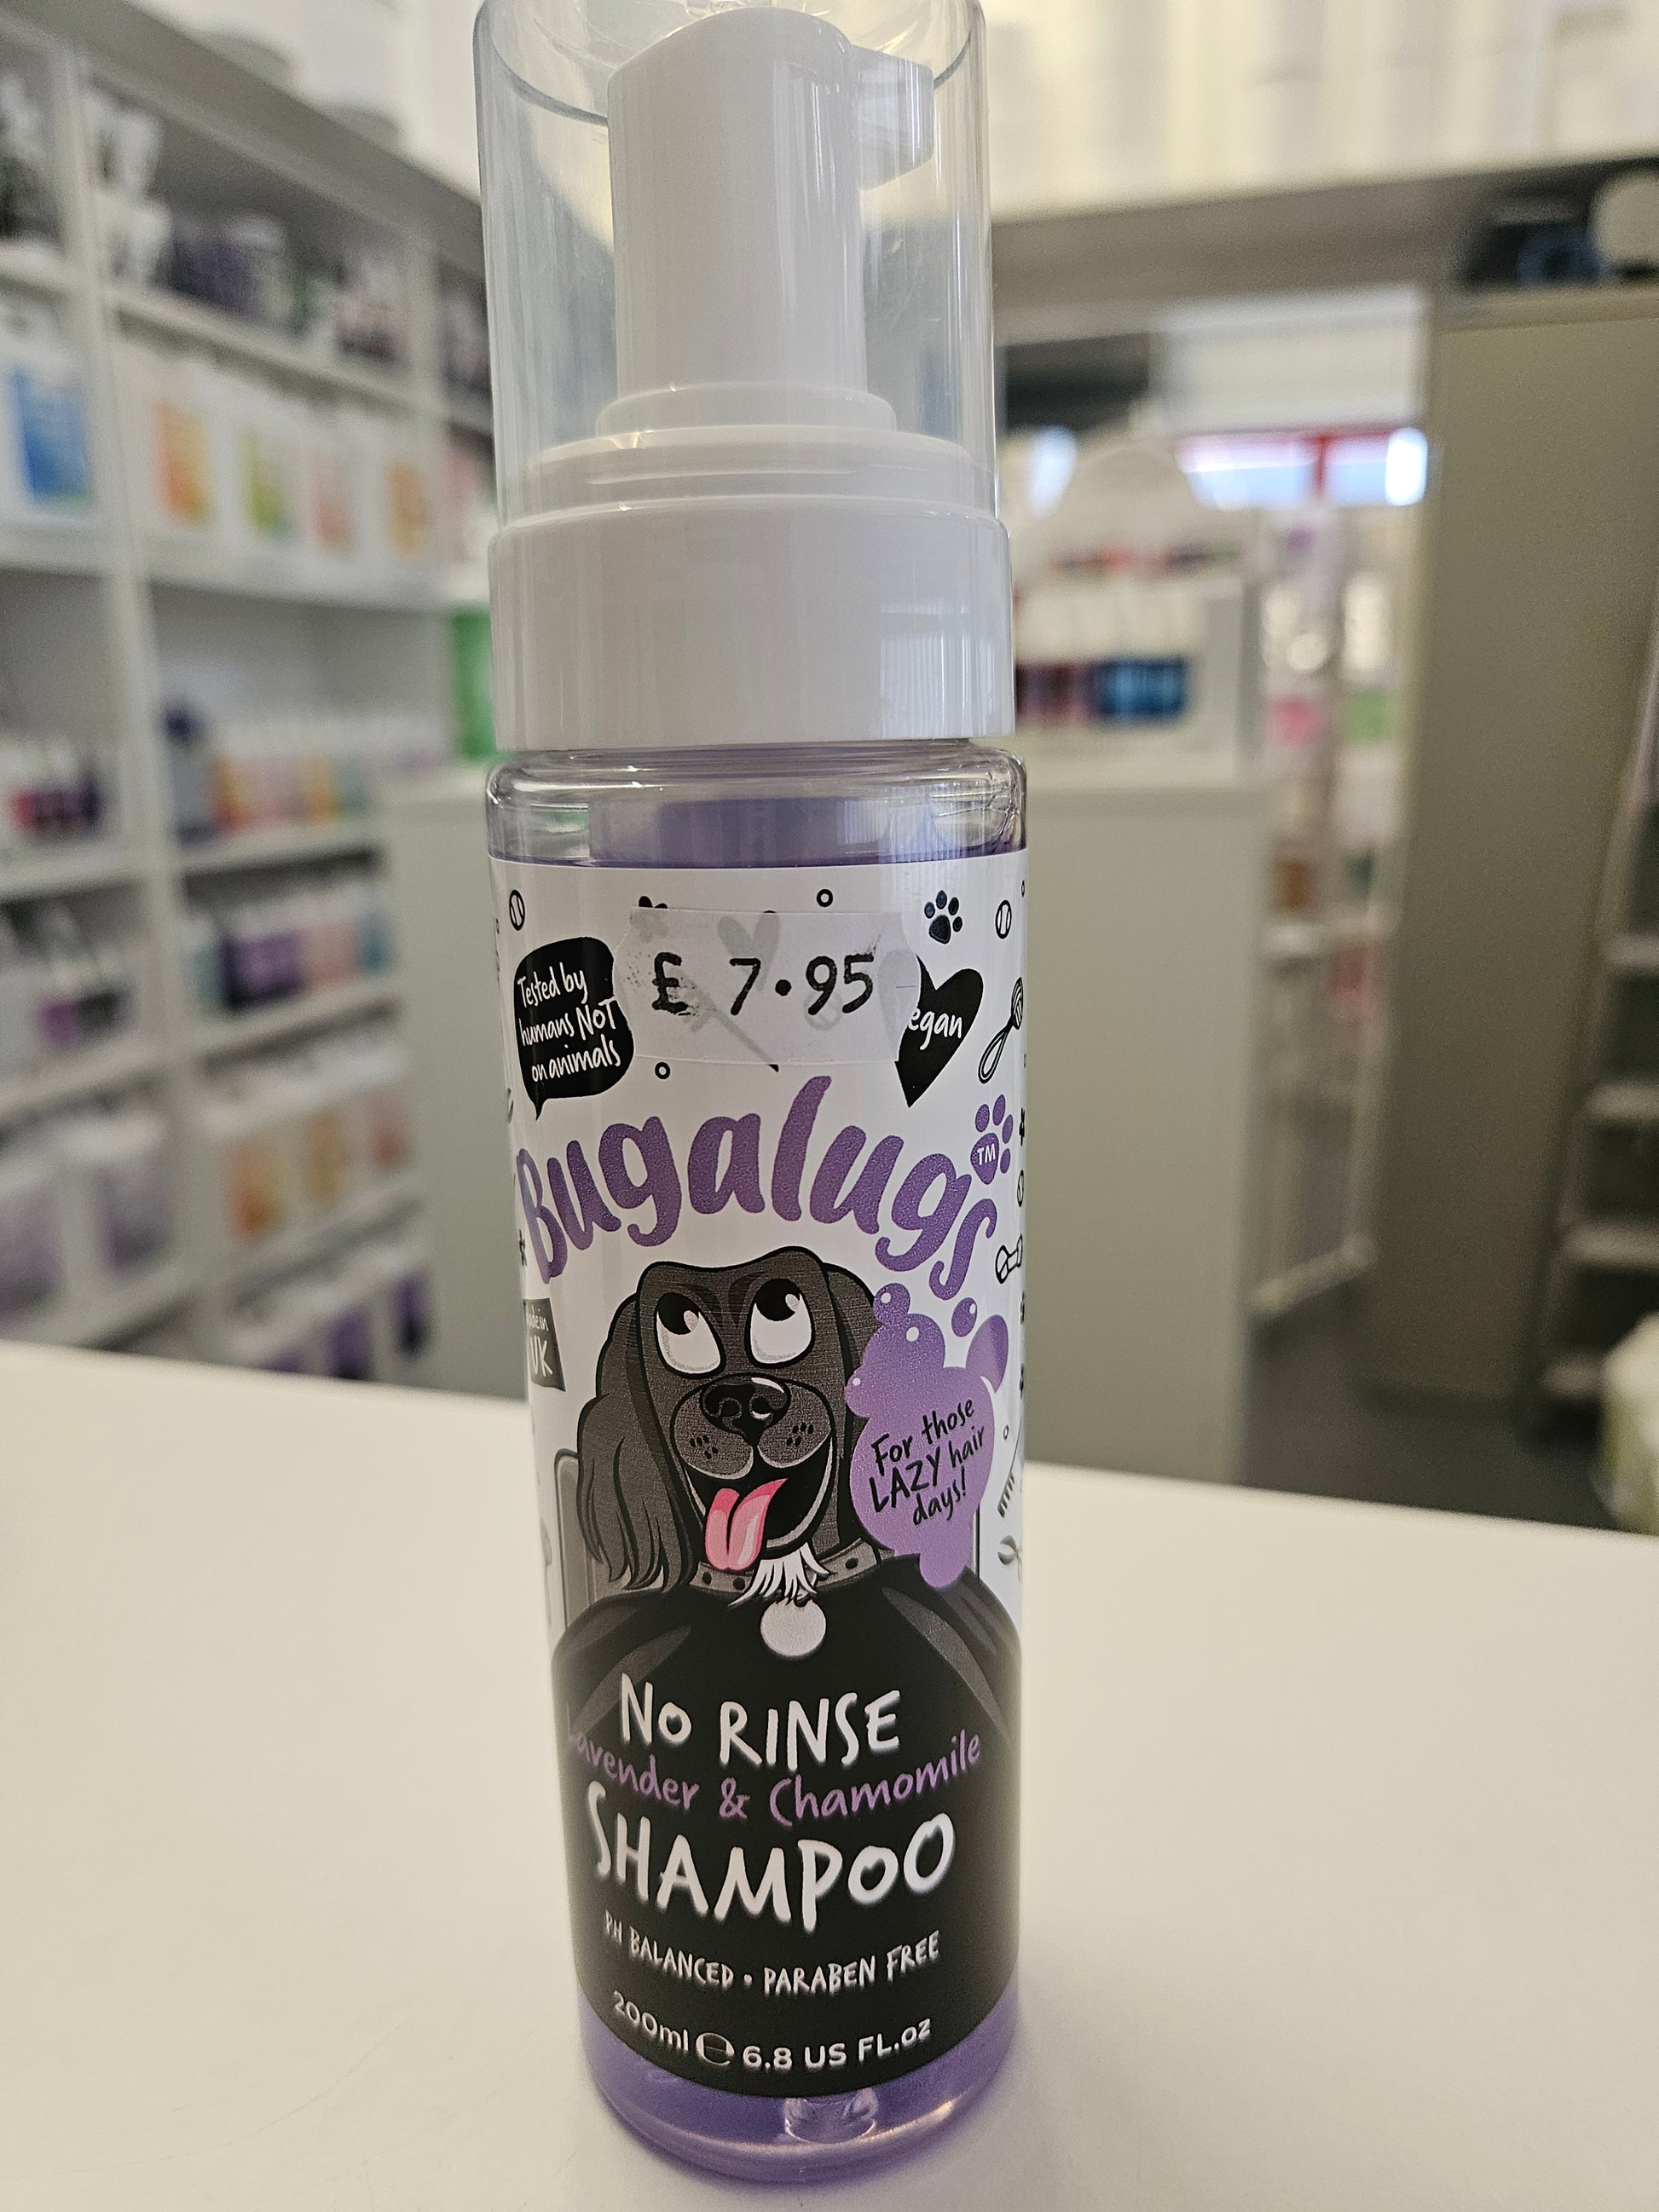 £ 7.95
Tested by
humans NOT
on animals
egan
Bugalugs
TM
UK
For those
LAZY hair
days!
No RINSE
Lavender & Chamomile
SHAMPOO
PH BALANCED • PARABEN FREE
200ml ℮ 6.8 US FL.oz